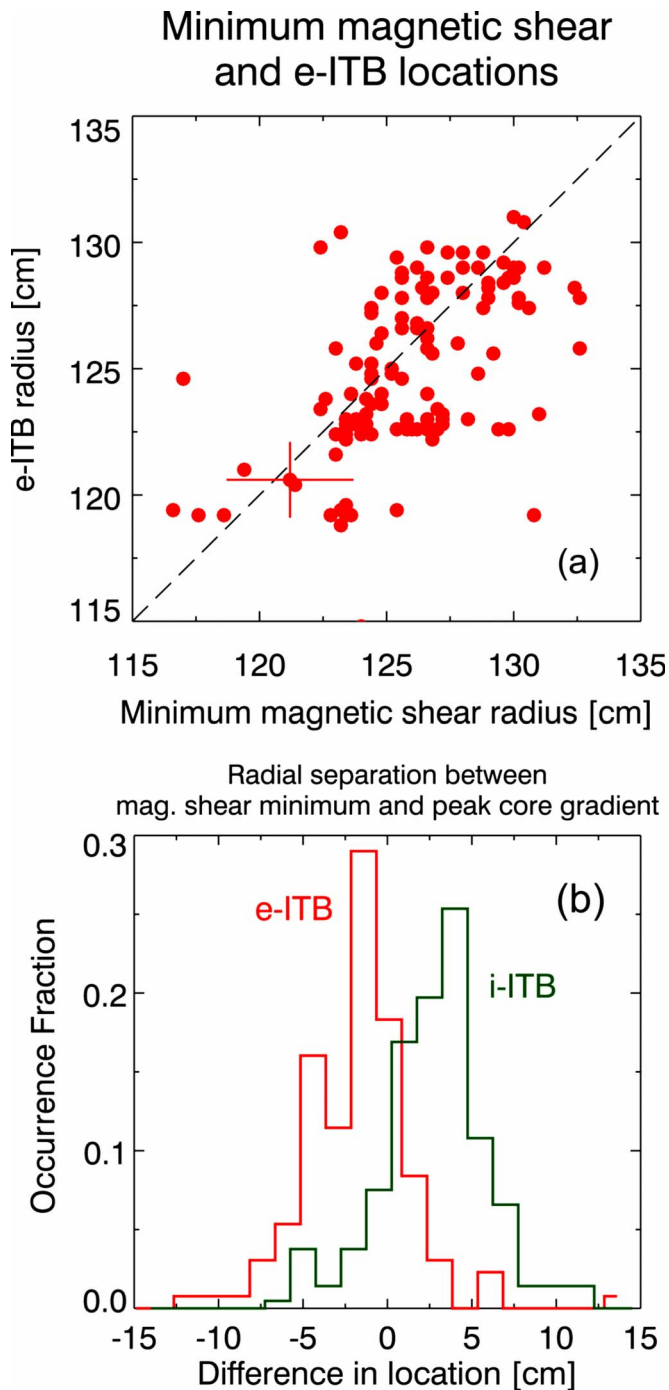 Minimum magnetic shear
and e-ITB locations
135
130
125
120
115
e-ITB radius [cm]
(a)
115 120 125 130 135
Minimum magnetic shear radius [cm]
Radial separation between
mag. shear minimum and peak core gradient
0.3
0.2
0.1
0.0
Occurrence Fraction
e-ITB
(b)
i-ITB
-15 -10 -5 0 5 10 15
Difference in location [cm]